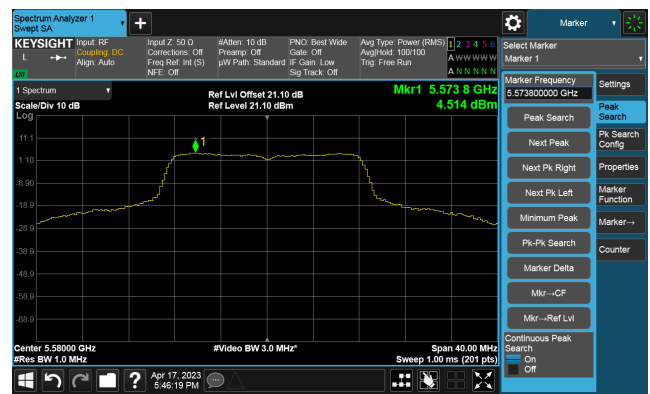 Spectrum Analyzer 1
Swept SA
Marker
KEYSIGHT
L
LXI
Input: RF
Coupling: DC
Align: Auto
Input Z: 50 Ω
Corrections: Off
Freq Ref: Int (S)
NFE: Off
#Atten: 10 dB
Preamp: Off
µW Path: Standard
PNO: Best Wide
Gate: Off
IF Gain: Low
Sig Track: Off
Avg Type: Power (RMS)
Avg|Hold: 100/100
Trig: Free Run
1 2 3 4 5 6
A W W W W W
A N N N N N
Select Marker
Marker 1
1 Spectrum
Scale/Div 10 dB
Ref Lvl Offset 21.10 dB
Ref Level 21.10 dBm
Mkr1 5.573 8 GHz
4.514 dBm
Log
11.1
1.10
-8.90
-18.9
-28.9
-38.9
-48.9
-58.9
-68.9
1
Center 5.58000 GHz
#Res BW 1.0 MHz
#Video BW 3.0 MHz*
Span 40.00 MHz
Sweep 1.00 ms (201 pts)
Marker Frequency
5.573800000 GHz
Peak Search
Next Peak
Next Pk Right
Next Pk Left
Minimum Peak
Pk-Pk Search
Marker Delta
Mkr→CF
Mkr→Ref Lvl
Continuous Peak
Search
On
Off
Settings
Peak
Search
Pk Search
Config
Properties
Marker
Function
Marker→
Counter
Apr 17, 2023
5:46:19 PM